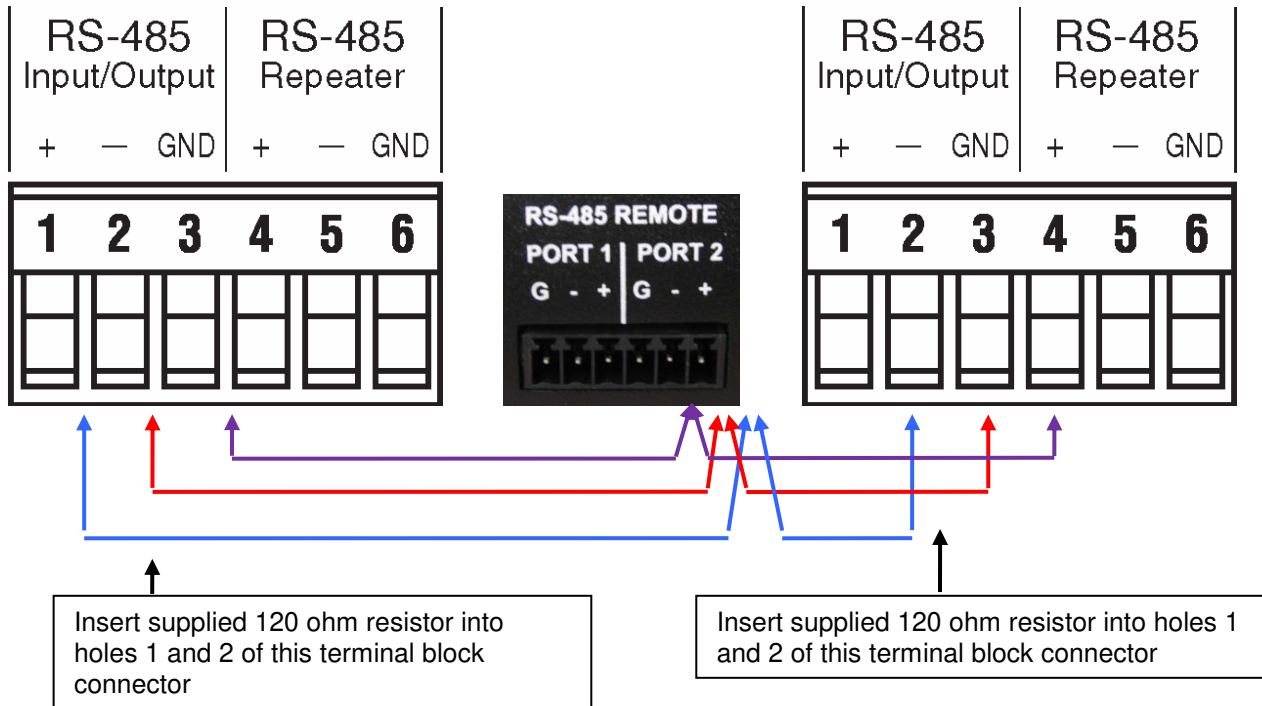 RS-485 RS-485
Input/Output Repeater
+ — GND + — GND
1 2 3 4 5 6
RS-485 REMOTE
PORT 1 PORT 2
G - + G - +
RS-485 RS-485
Input/Output Repeater
+ — GND + — GND
1 2 3 4 5 6
Insert supplied 120 ohm resistor into
holes 1 and 2 of this terminal block
connector
Insert supplied 120 ohm resistor into holes 1
and 2 of this terminal block connector